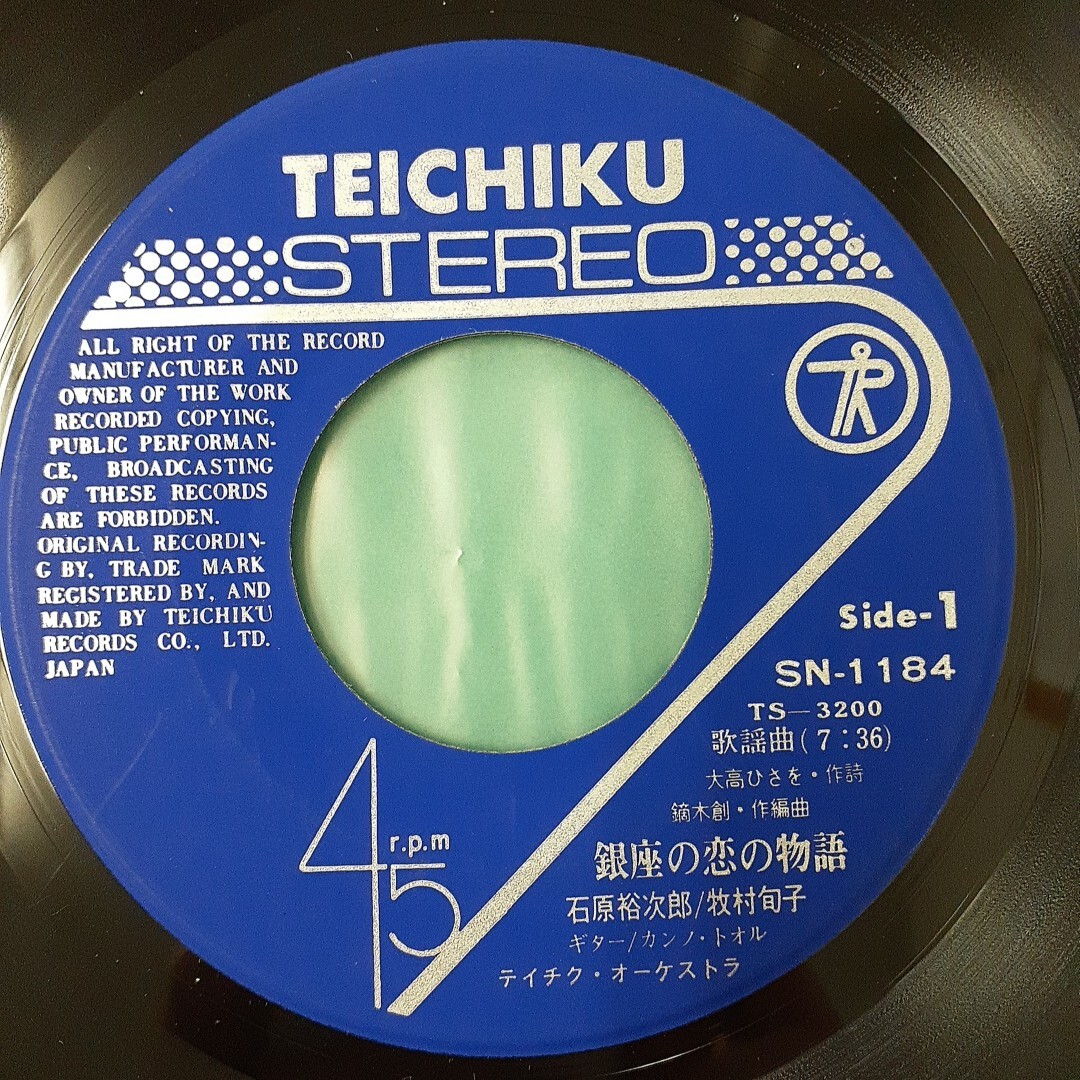 TEICHIKU
STEREO
ALL RIGHT OF THE RECORD
MANUFACTURER AND
OWNER OF THE WORK
RECORDED COPYING,
PUBLIC PERFORMAN-
CE, BROADCASTING
OF THESE RECORDS
ARE FORBIDDEN.
ORIGINAL RECORDIN-
G BY, TRADE MARK
REGISTERED BY, AND
MADE BY TEICHIKU
RECORDS CO., LTD.
JAPAN
Side-1
SN-1184
TS-3200
歌謡曲(7:36)
大高ひさを・作詩
鏑木創・作編曲
銀座の恋の物語
石原裕次郎/牧村旬子
ギター/カンノ・トオル
テイチク・オーケストラ
45 r.p.m